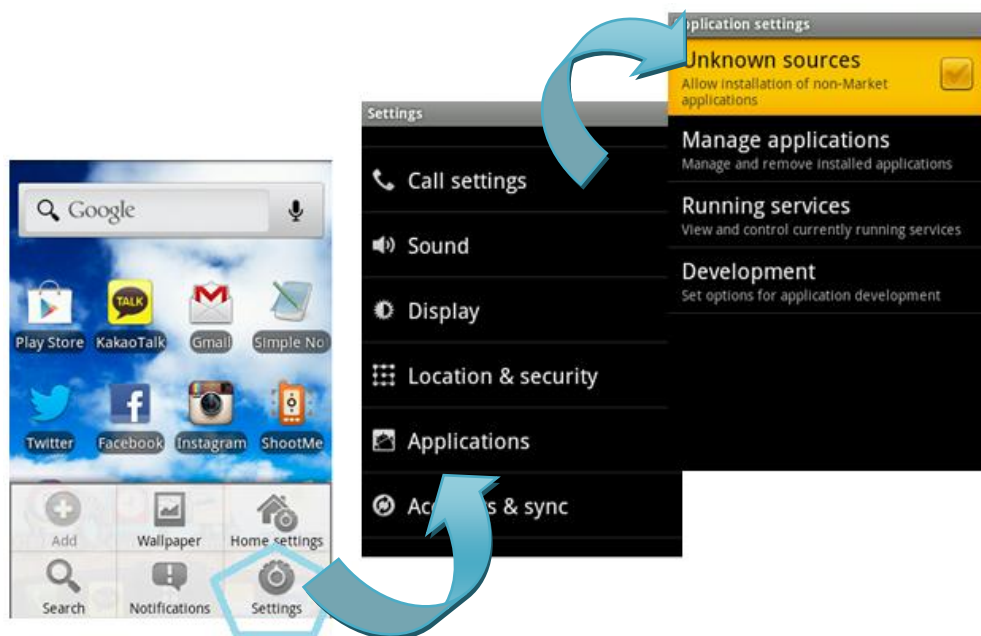 Google
Play Store
KakaoTalk
TALK
Gmail
Simple No
Twitter
Facebook
Instagram
ShootMe
Add
Wallpaper
Home settings
Search
Notifications
Settings
Settings
Call settings
Sound
Display
Location & security
Applications
& sync
settings
Unknown sources
Allow installation of non-Market
applications
Manage applications
Manage and remove installed applications
Running services
View and control currently running services
Development
Set options for application development